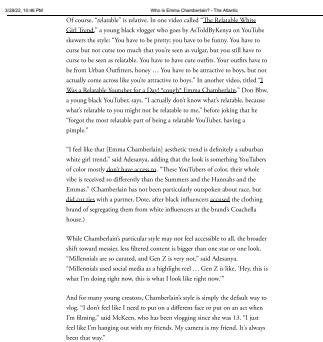 3/28/22, 10:46 PM Who is Emma Chamberlain? - The Atlantic
Of course, “relatable” is relative. In one video called “The Relatable White
Girl Trend,” a young black vlogger who goes by AsToldByKenya on YouTube
skewers the style: “You have to be pretty; you have to be funny. You have to
curse but not curse too much that you're seen as vulgar, but you still have to
curse to be seen as relatable. You have to have cute outfits. Your outfits have to
be from Urban Outfitters, honey … You have to be attractive to boys, but not
actually come across like you're attractive to boys.” In another video, titled “I
Was a Relatable Youtuber for a Day! *cough* Emma Chamberlain,” Don Bbw,
a young black YouTuber, says, “I actually don't know what's relatable, because
what's relatable to you might not be relatable to me,” before joking that he
“forgot the most relatable part of being a relatable YouTuber, having a
pimple.”
“I feel like that [Emma Chamberlain] aesthetic trend is definitely a suburban
white girl trend,” said Adesanya, adding that the look is something YouTubers
of color mostly don't have access to. “These YouTubers of color, their whole
vibe is received so differently than the Summers and the Hannahs and the
Emmas.” (Chamberlain has not been particularly outspoken about race, but
did cut ties with a partner, Dote, after black influencers accused the clothing
brand of segregating them from white influencers at the brand's Coachella
house.)
While Chamberlain's particular style may not feel accessible to all, the broader
shift toward messier, less filtered content is bigger than one star or one look.
“Millennials are so curated, and Gen Z is very not,” said Adesanya.
“Millennials used social media as a highlight reel … Gen Z is like, ‘Hey, this is
what I'm doing right now, this is what I look like right now.’”
And for many young creators, Chamberlain's style is simply the default way to
vlog. “I don't feel like I need to put on a different face or put on an act when
I'm filming,” said McKeen, who has been vlogging since she was 13. “I just
feel like I'm hanging out with my friends. My camera is my friend. It's always
been that way.”